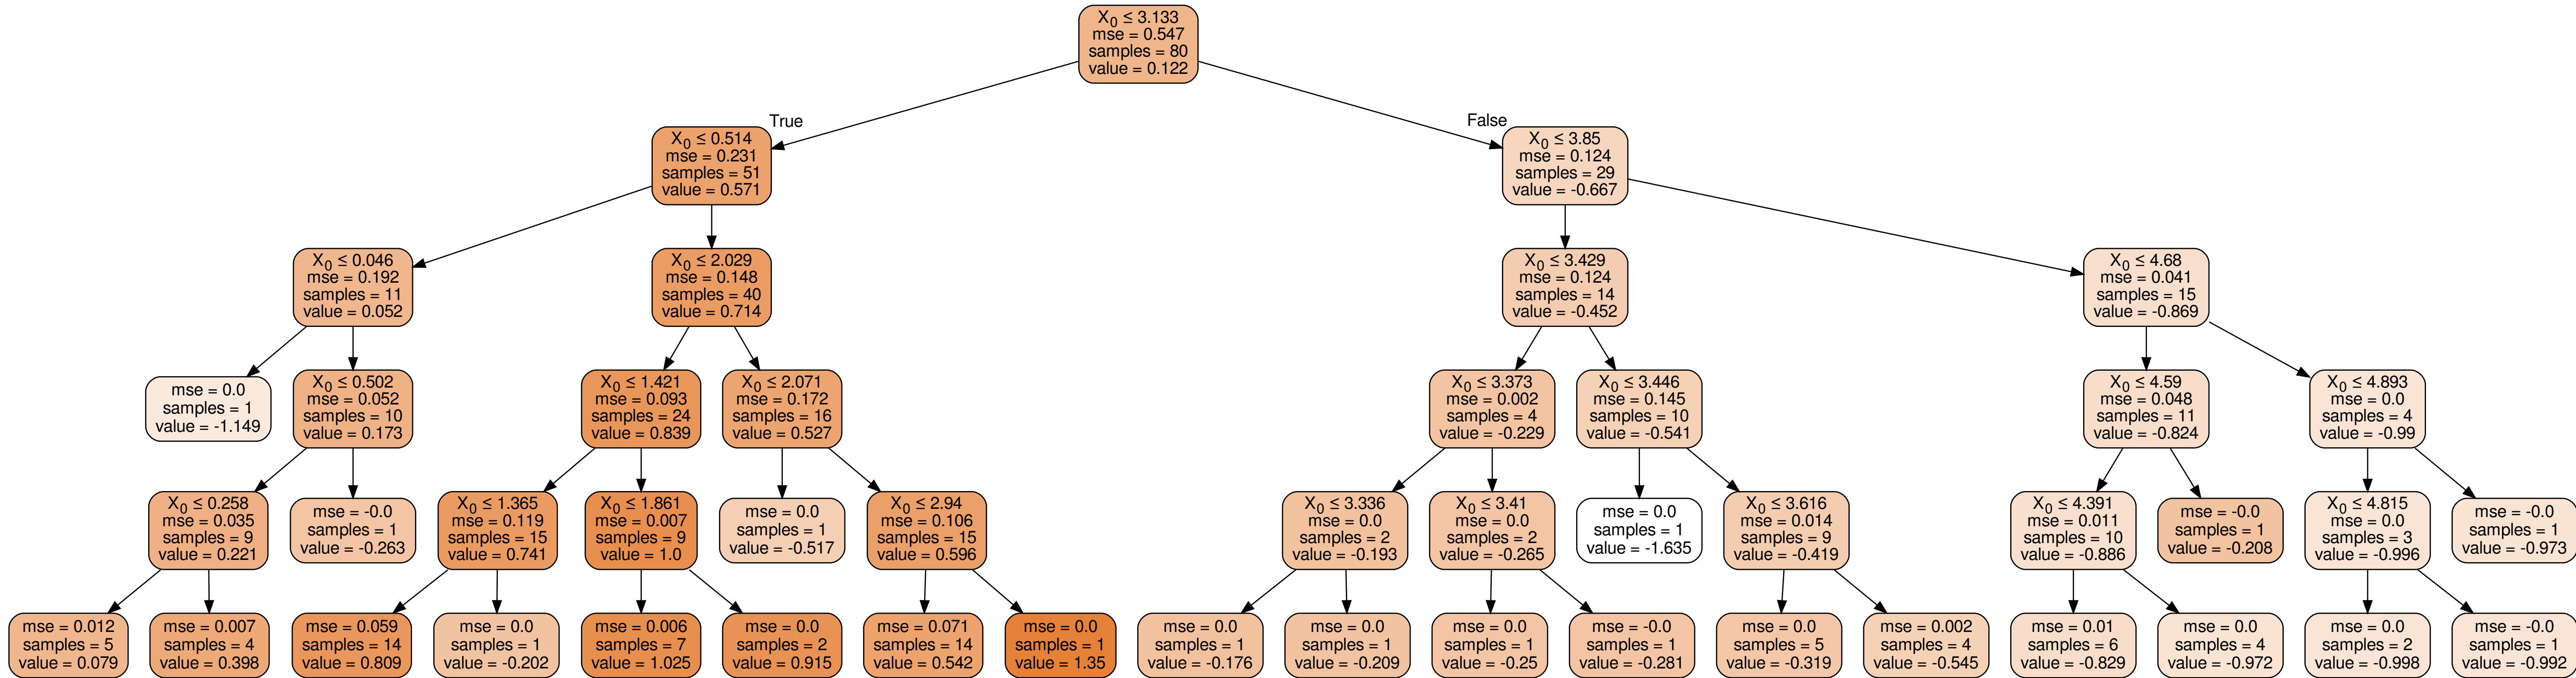 X0 ≤ 3.133
mse = 0.547
samples = 80
value = 0.122
True
False
X0 ≤ 0.514
mse = 0.231
samples = 51
value = 0.571
X0 ≤ 3.85
mse = 0.124
samples = 29
value = -0.667
X0 ≤ 0.046
mse = 0.192
samples = 11
value = 0.052
X0 ≤ 2.029
mse = 0.148
samples = 40
value = 0.714
X0 ≤ 3.429
mse = 0.124
samples = 14
value = -0.452
X0 ≤ 4.68
mse = 0.041
samples = 15
value = -0.869
mse = 0.0
samples = 1
value = -1.149
X0 ≤ 0.502
mse = 0.052
samples = 10
value = 0.173
X0 ≤ 1.421
mse = 0.093
samples = 24
value = 0.839
X0 ≤ 2.071
mse = 0.172
samples = 16
value = 0.527
X0 ≤ 3.373
mse = 0.002
samples = 4
value = -0.229
X0 ≤ 3.446
mse = 0.145
samples = 10
value = -0.541
X0 ≤ 4.59
mse = 0.048
samples = 11
value = -0.824
X0 ≤ 4.893
mse = 0.0
samples = 4
value = -0.99
X0 ≤ 0.258
mse = 0.035
samples = 9
value = 0.221
mse = -0.0
samples = 1
value = -0.263
X0 ≤ 1.365
mse = 0.119
samples = 15
value = 0.741
X0 ≤ 1.861
mse = 0.007
samples = 9
value = 1.0
mse = 0.0
samples = 1
value = -0.517
X0 ≤ 2.94
mse = 0.106
samples = 15
value = 0.596
X0 ≤ 3.336
mse = 0.0
samples = 2
value = -0.193
X0 ≤ 3.41
mse = 0.0
samples = 2
value = -0.265
mse = 0.0
samples = 1
value = -1.635
X0 ≤ 3.616
mse = 0.014
samples = 9
value = -0.419
X0 ≤ 4.391
mse = 0.011
samples = 10
value = -0.886
mse = -0.0
samples = 1
value = -0.208
X0 ≤ 4.815
mse = 0.0
samples = 3
value = -0.996
mse = -0.0
samples = 1
value = -0.973
mse = 0.012
samples = 5
value = 0.079
mse = 0.007
samples = 4
value = 0.398
mse = 0.059
samples = 14
value = 0.809
mse = 0.0
samples = 1
value = -0.202
mse = 0.006
samples = 7
value = 1.025
mse = 0.0
samples = 2
value = 0.915
mse = 0.071
samples = 14
value = 0.542
mse = 0.0
samples = 1
value = 1.35
mse = 0.0
samples = 1
value = -0.176
mse = 0.0
samples = 1
value = -0.209
mse = 0.0
samples = 1
value = -0.25
mse = -0.0
samples = 1
value = -0.281
mse = 0.0
samples = 5
value = -0.319
mse = 0.002
samples = 4
value = -0.545
mse = 0.01
samples = 6
value = -0.829
mse = 0.0
samples = 4
value = -0.972
mse = 0.0
samples = 2
value = -0.998
mse = -0.0
samples = 1
value = -0.992